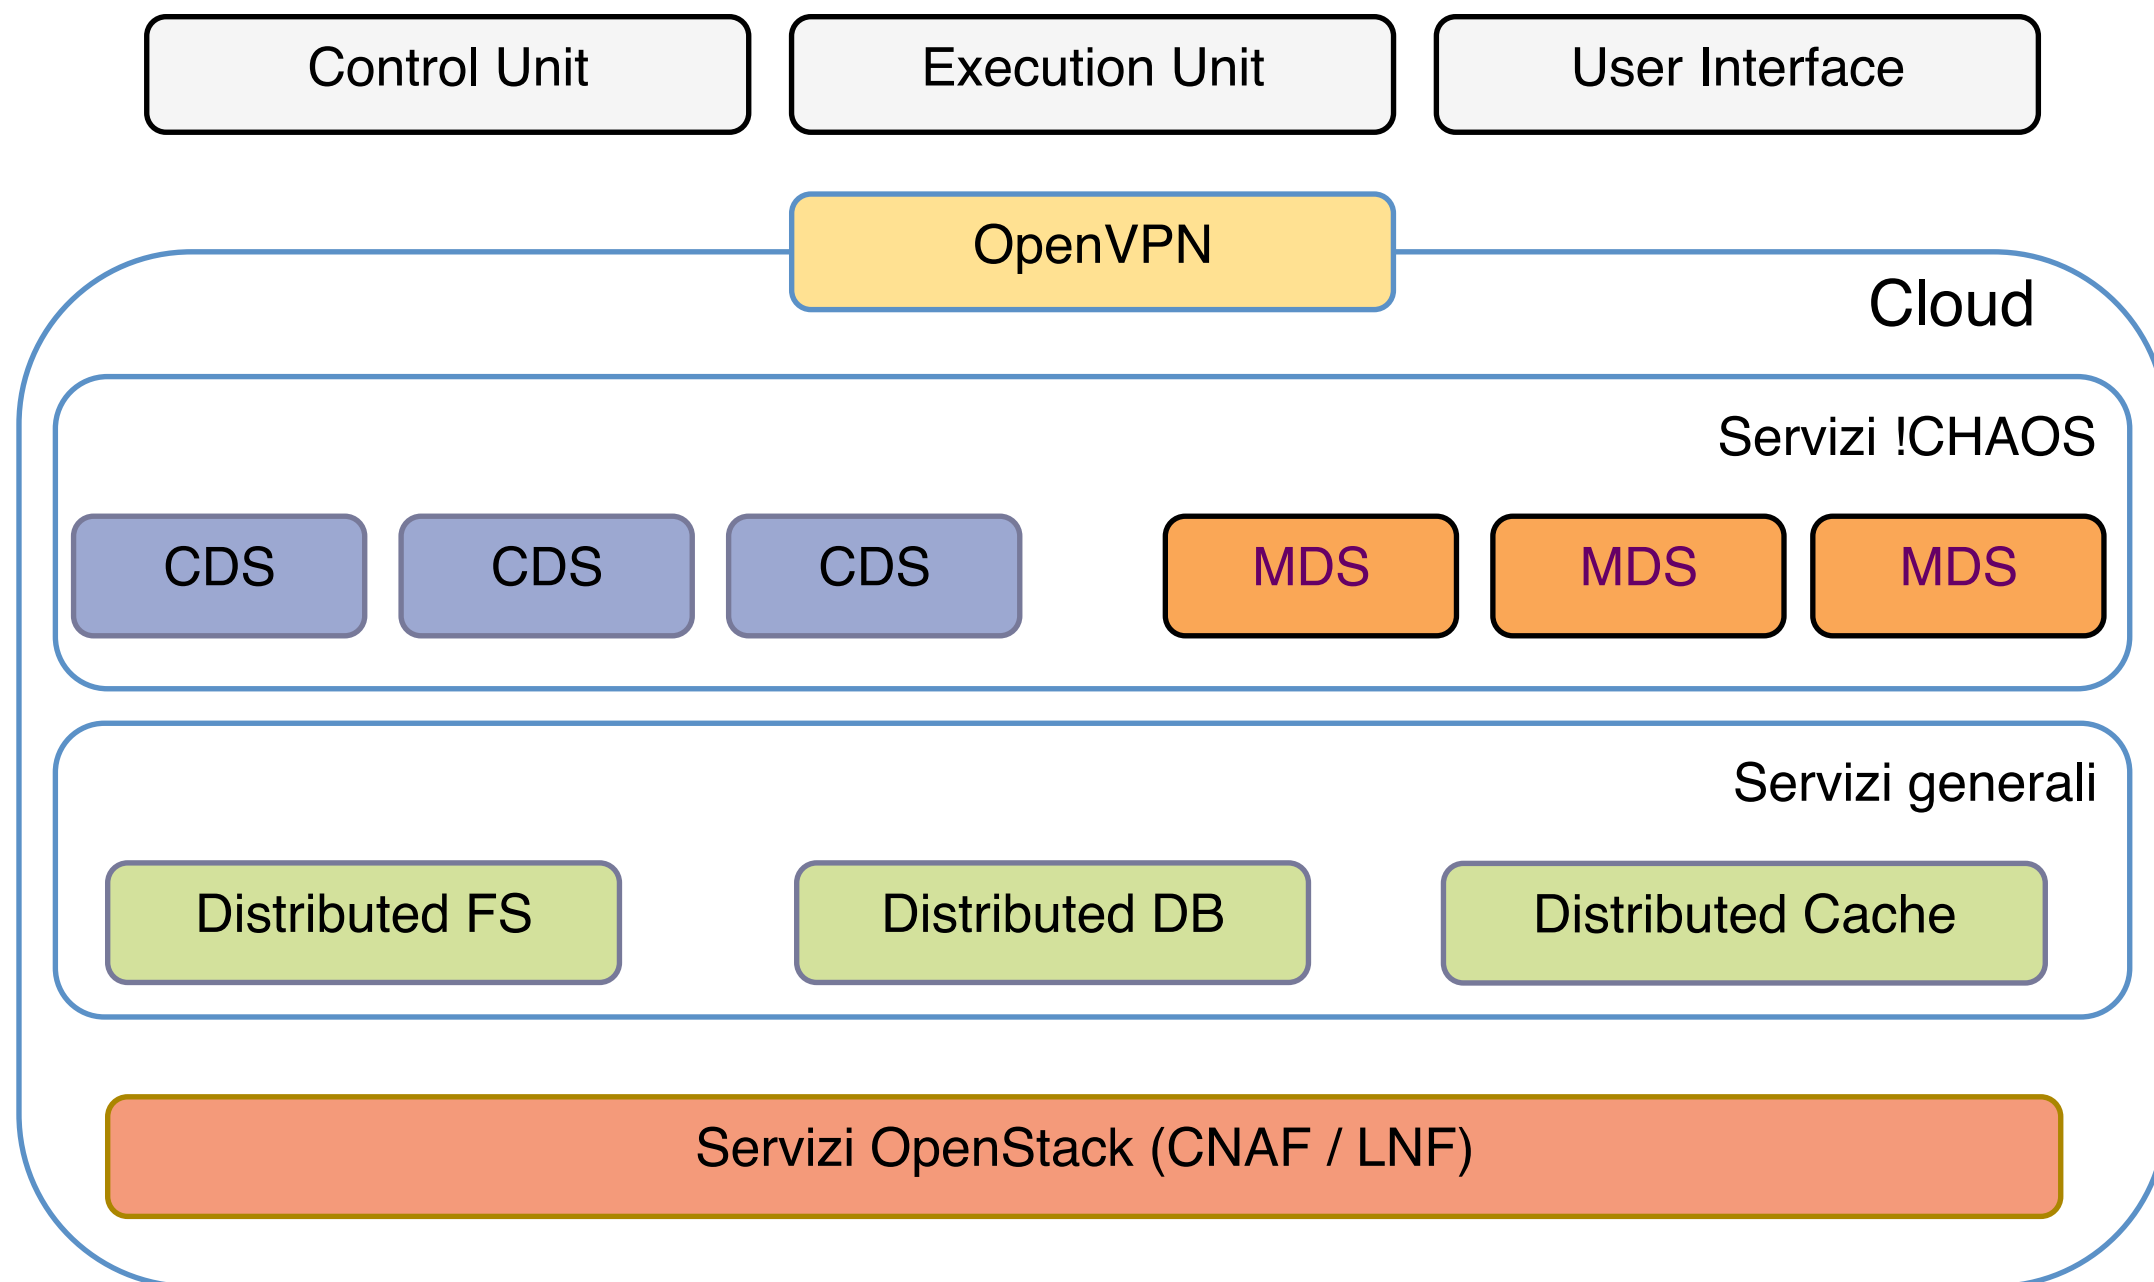 Control Unit
Execution Unit
User Interface
OpenVPN
Cloud
Servizi !CHAOS
CDS
CDS
CDS
MDS
MDS
MDS
Servizi generali
Distributed FS
Distributed DB
Distributed Cache
Servizi OpenStack (CNAF / LNF)